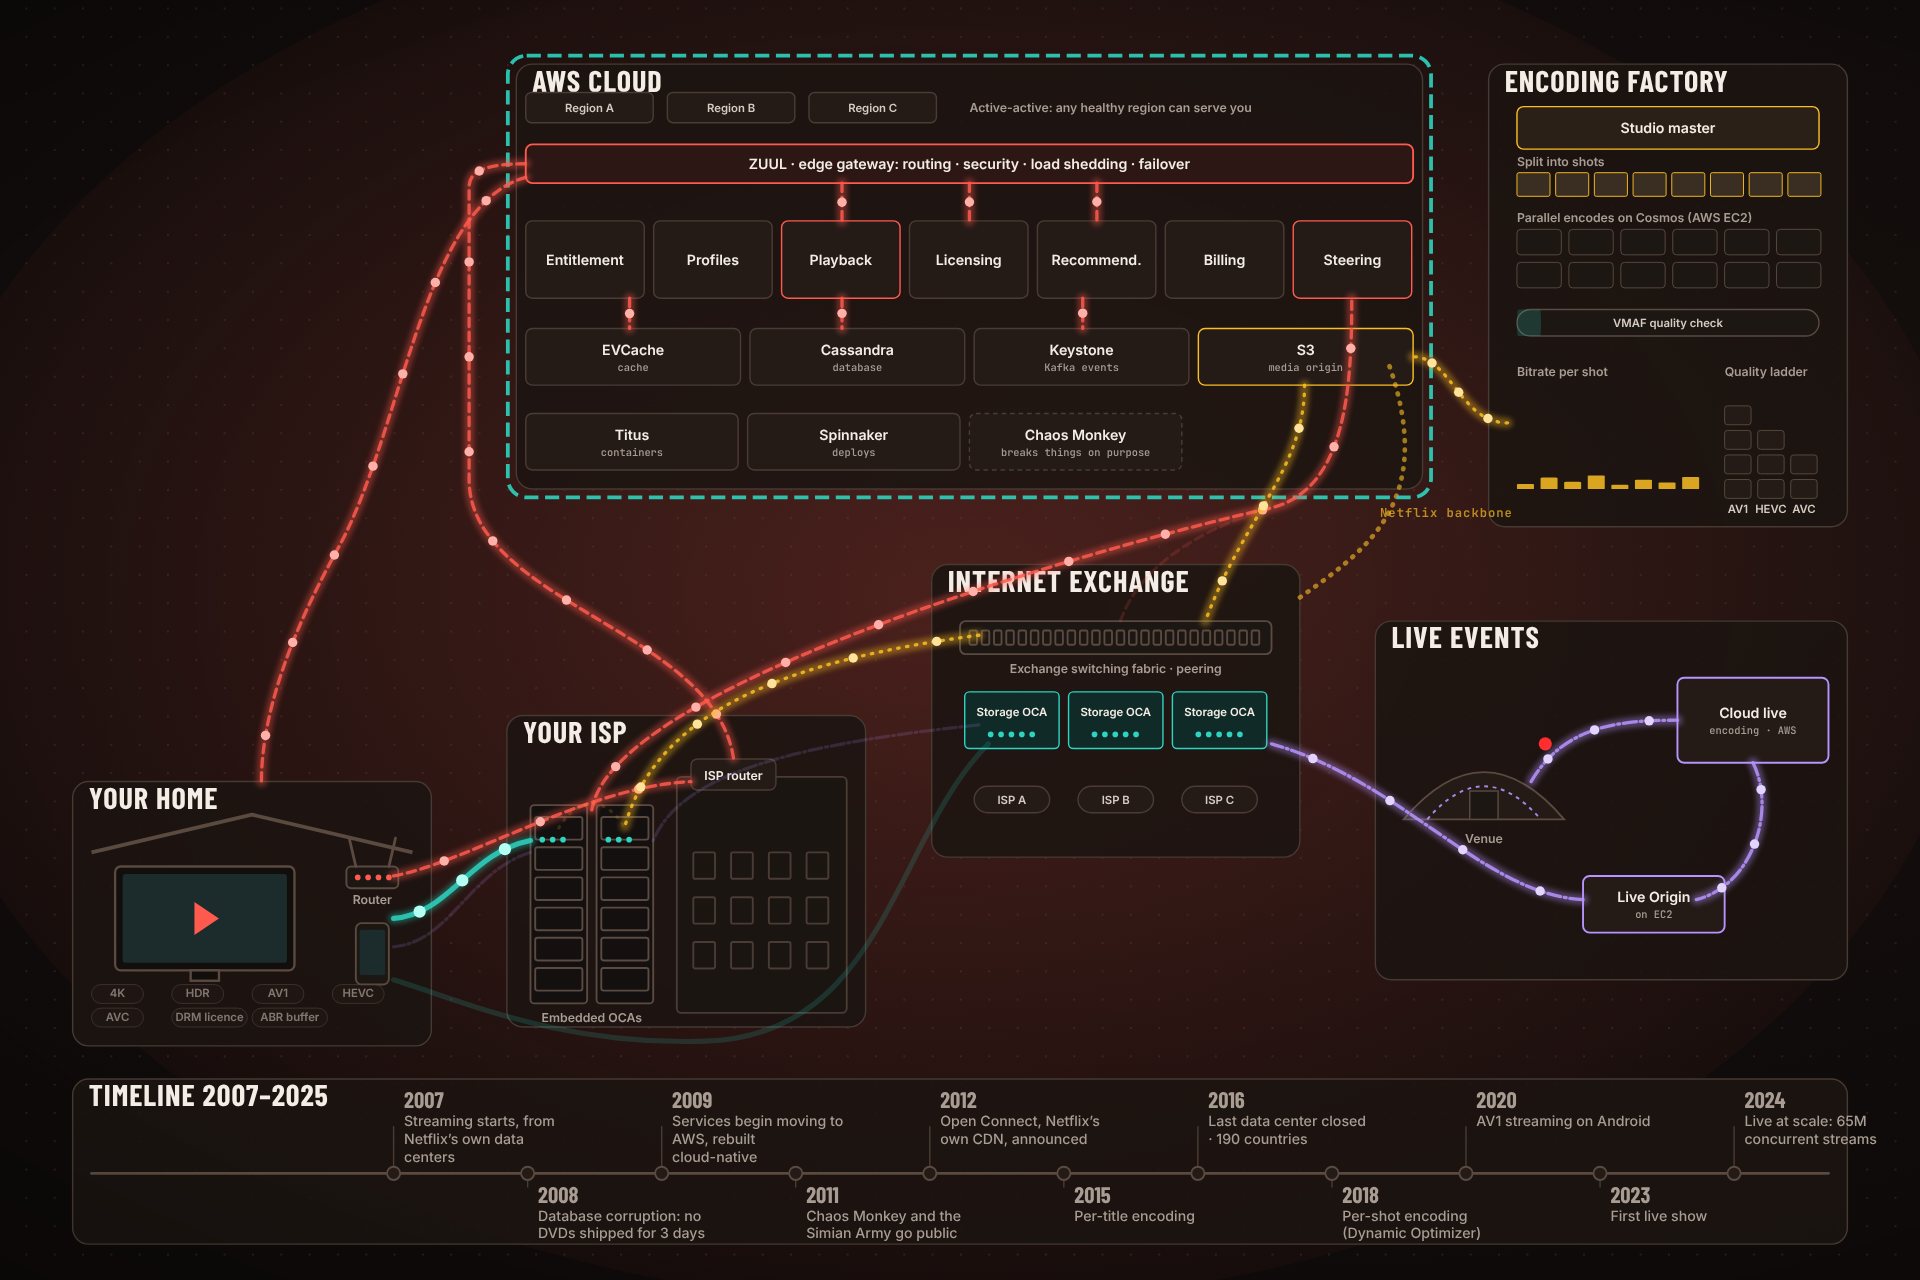 AWS CLOUD
Region A
Region B
Region C
Active-active: any healthy region can serve you
ZUUL · edge gateway: routing · security · load shedding · failover
Entitlement
Profiles
Playback
Licensing
Recommend.
Billing
Steering
EVCache
cache
Cassandra
database
Keystone
Kafka events
S3
media origin
Titus
containers
Spinnaker
deploys
Chaos Monkey
breaks things on purpose
ENCODING FACTORY
Studio master
Split into shots
Parallel encodes on Cosmos (AWS EC2)
VMAF quality check
Bitrate per shot
Quality ladder
AV1 HEVC AVC
Netflix backbone
INTERNET EXCHANGE
Exchange switching fabric · peering
Storage OCA
Storage OCA
Storage OCA
ISP A
ISP B
ISP C
LIVE EVENTS
Cloud live
encoding · AWS
Venue
Live Origin
on EC2
YOUR ISP
ISP router
Embedded OCAs
YOUR HOME
Router
4K
HDR
AV1
HEVC
AVC
DRM licence
ABR buffer
TIMELINE 2007–2025
2007
Streaming starts, from
Netflix’s own data
centers
2008
Database corruption: no
DVDs shipped for 3 days
2009
Services begin moving to
AWS, rebuilt
cloud-native
2011
Chaos Monkey and the
Simian Army go public
2012
Open Connect, Netflix’s
own CDN, announced
2015
Per-title encoding
2016
Last data center closed
· 190 countries
2018
Per-shot encoding
(Dynamic Optimizer)
2020
AV1 streaming on Android
2023
First live show
2024
Live at scale: 65M
concurrent streams